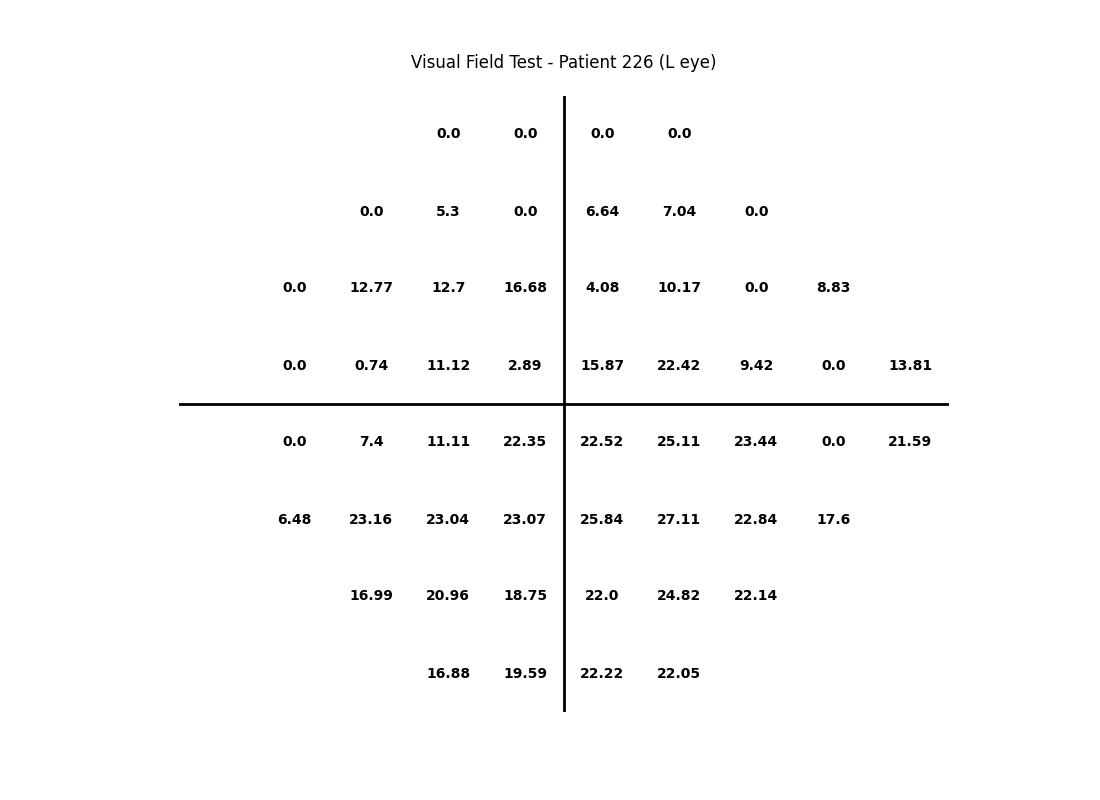 Visual Field Test - Patient 226 (L eye)
0.0 0.0 0.0 0.0
0.0 5.3 0.0 6.64 7.04 0.0
0.0 12.77 12.7 16.68 4.08 10.17 0.0 8.83
0.0 0.74 11.12 2.89 15.87 22.42 9.42 0.0 13.81
0.0 7.4 11.11 22.35 22.52 25.11 23.44 0.0 21.59
6.48 23.16 23.04 23.07 25.84 27.11 22.84 17.6
16.99 20.96 18.75 22.0 24.82 22.14
16.88 19.59 22.22 22.05